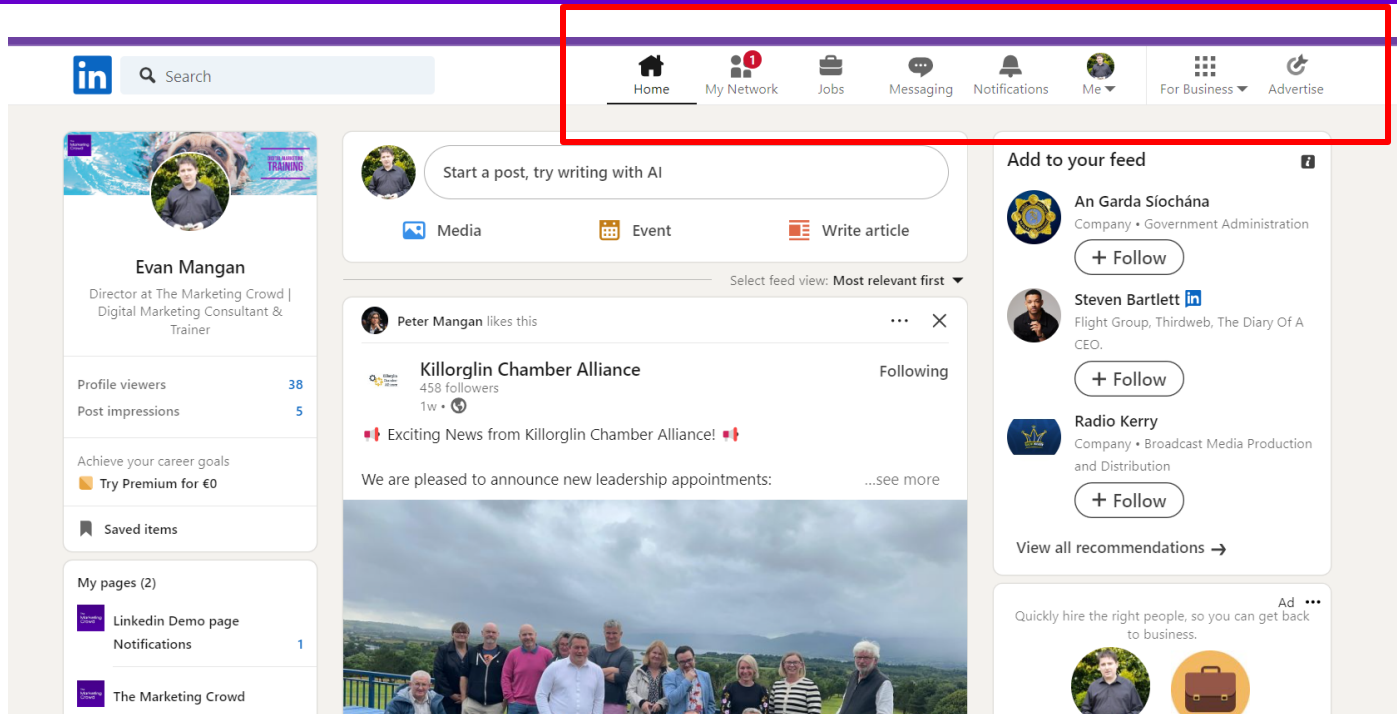 in
Search
1
Home
My Network
Jobs
Messaging
Notifications
Me
For Business
Advertise
TRAINING
Evan Mangan
Director at The Marketing Crowd |
Digital Marketing Consultant &
Trainer
Profile viewers 38
Post impressions 5
Achieve your career goals
Try Premium for €0
Saved items
My pages (2)
Linkedin Demo page
Notifications 1
The Marketing Crowd
Start a post, try writing with AI
Media
Event
Write article
Select feed view: Most relevant first
Peter Mangan likes this
Killorglin Chamber Alliance
Following
458 followers
1w •
Exciting News from Killorglin Chamber Alliance!
We are pleased to announce new leadership appointments:
...see more
Add to your feed
An Garda Síochána
Company • Government Administration
+ Follow
Steven Bartlett in
Flight Group, Thirdweb, The Diary Of A
CEO.
+ Follow
Radio Kerry
Company • Broadcast Media Production
and Distribution
+ Follow
View all recommendations →
Ad •••
Quickly hire the right people, so you can get back
to business.